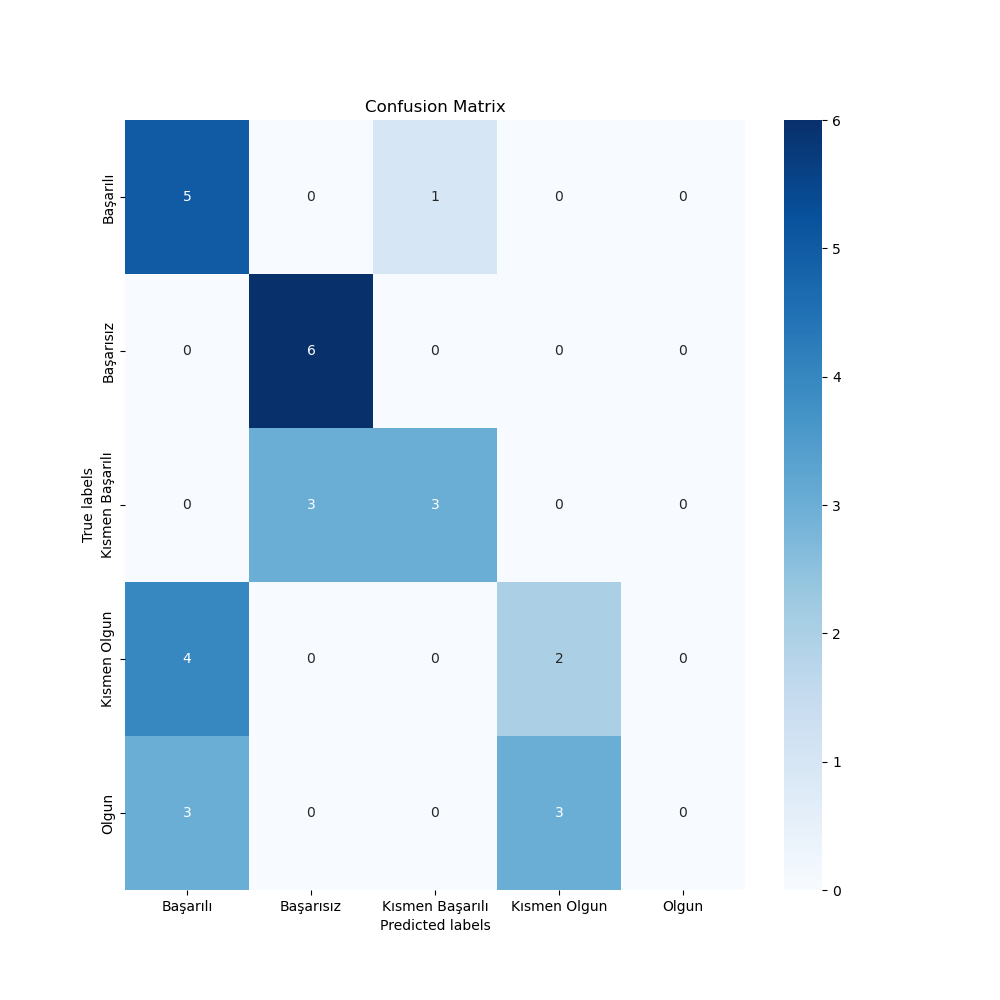 Confusion Matrix
Başarılı
5 0 1 0 0
Başarısız
0 6 0 0 0
True labels
Kısmen Başarılı
0 3 3 0 0
Kısmen Olgun
4 0 0 2 0
Olgun
3 0 0 3 0
Başarılı Başarısız Kısmen Başarılı Kısmen Olgun Olgun
Predicted labels
6
5
4
3
2
1
0